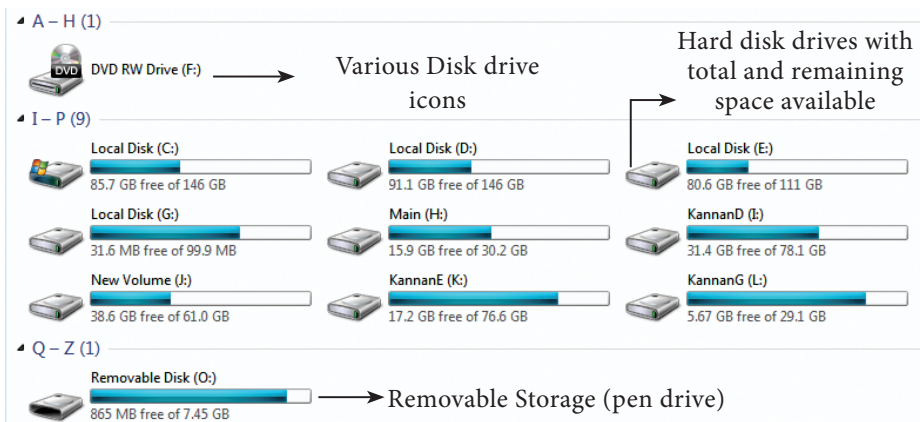 A – H (1)
DVD
DVD RW Drive (F:)
Various Disk drive
icons
Hard disk drives with
total and remaining
space available
I – P (9)
Local Disk (C:)
85.7 GB free of 146 GB
Local Disk (D:)
91.1 GB free of 146 GB
Local Disk (E:)
80.6 GB free of 111 GB
Local Disk (G:)
31.6 MB free of 99.9 MB
Main (H:)
15.9 GB free of 30.2 GB
KannanD (I:)
31.4 GB free of 78.1 GB
New Volume (J:)
38.6 GB free of 61.0 GB
KannanE (K:)
17.2 GB free of 76.6 GB
KannanG (L:)
5.67 GB free of 29.1 GB
Q – Z (1)
Removable Disk (O:)
865 MB free of 7.45 GB
Removable Storage (pen drive)